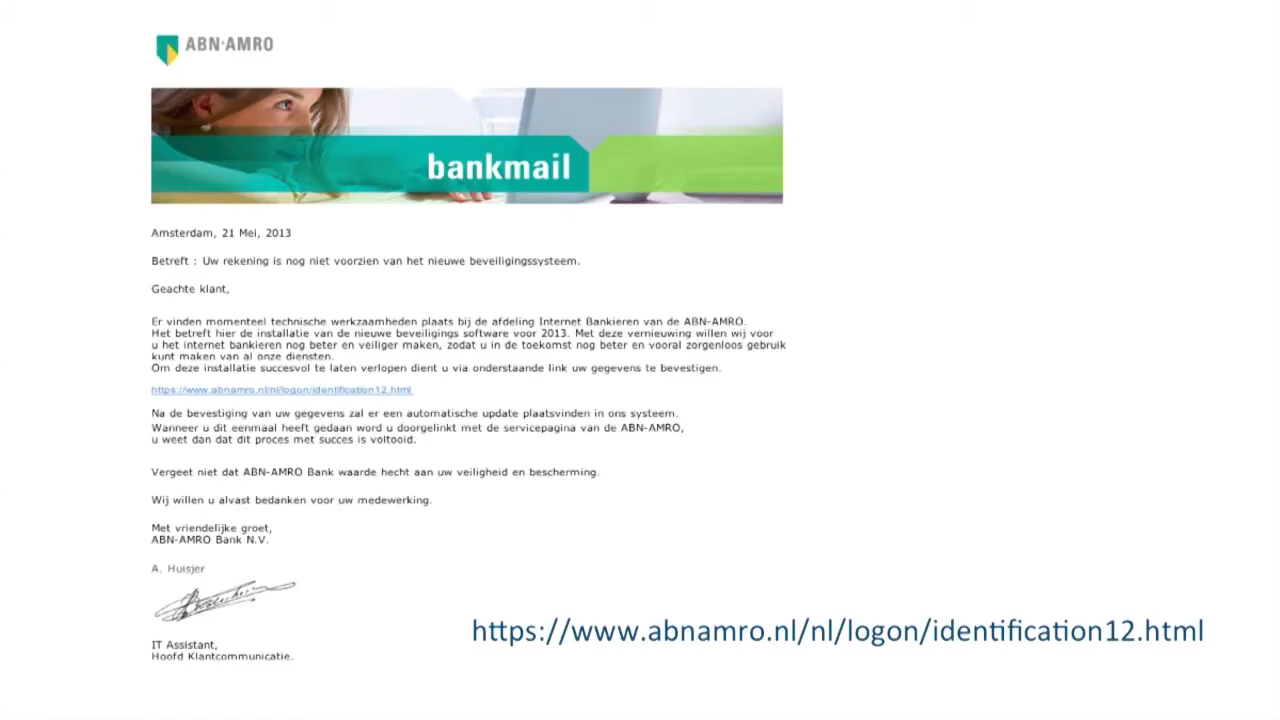 ABN·AMRO
bankmail
Amsterdam, 21 Mei, 2013
Betreft : Uw rekening is nog niet voorzien van het nieuwe beveiligingssysteem.
Geachte klant,
Er vinden momenteel technische werkzaamheden plaats bij de afdeling Internet Bankieren van de ABN-AMRO.
Het betreft hier de installatie van de nieuwe beveiligings software voor 2013. Met deze vernieuwing willen wij voor
u het internet bankieren nog beter en veiliger maken, zodat u in de toekomst nog beter en vooral zorgenloos gebruik
kunt maken van al onze diensten.
Om deze installatie succesvol te laten verlopen dient u via onderstaande link uw gegevens te bevestigen.
https://www.abnamro.nl/nl/logon/identification12.html
Na de bevestiging van uw gegevens zal er een automatische update plaatsvinden in ons systeem.
Wanneer u dit eenmaal heeft gedaan word u doorgelinkt met de servicepagina van de ABN-AMRO,
u weet dan dat dit proces met succes is voltooid.
Vergeet niet dat ABN-AMRO Bank waarde hecht aan uw veiligheid en bescherming.
Wij willen u alvast bedanken voor uw medewerking.
Met vriendelijke groet,
ABN-AMRO Bank N.V.
A. Huisjer
IT Assistant,
Hoofd Klantcommunicatie.
https://www.abnamro.nl/nl/logon/identification12.html